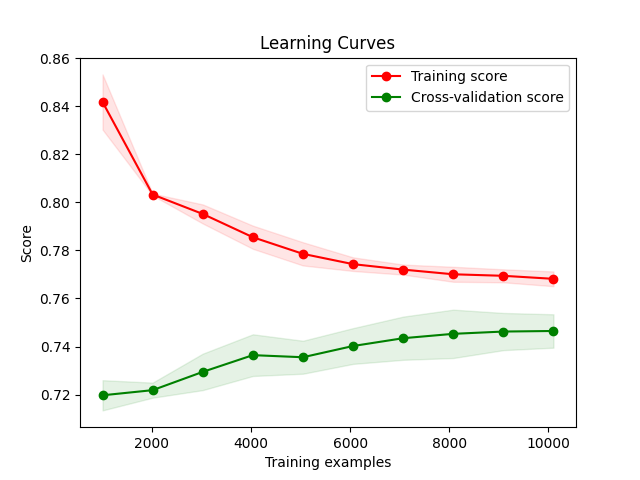 Learning Curves
Training score
Cross-validation score
Score
0.86
0.84
0.82
0.80
0.78
0.76
0.74
0.72
2000
4000
6000
8000
10000
Training examples